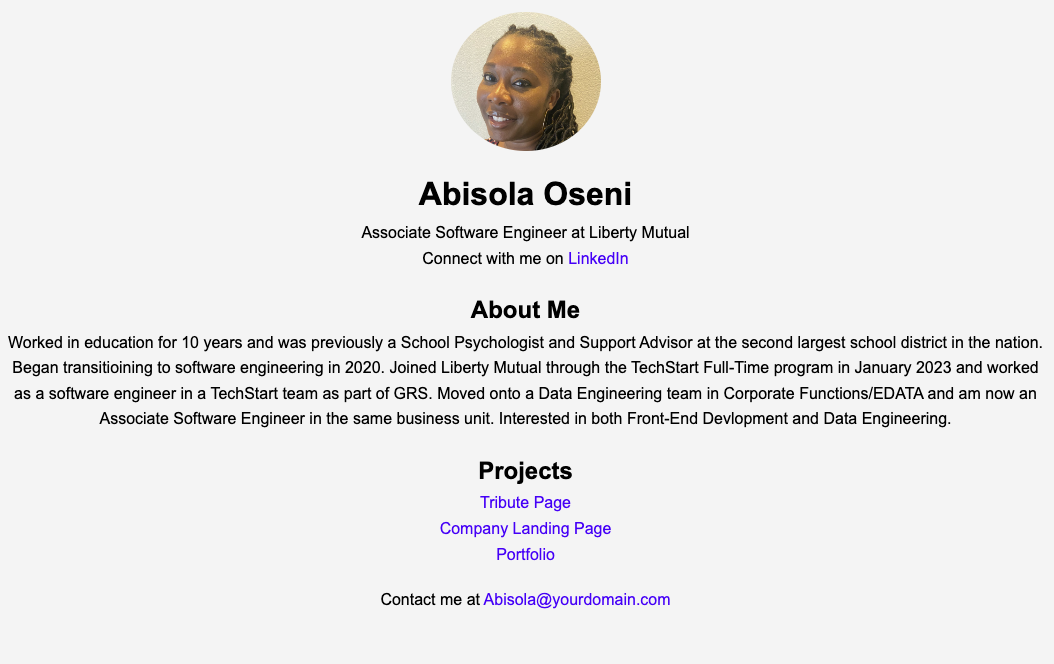 Abisola Oseni
Associate Software Engineer at Liberty Mutual
Connect with me on LinkedIn
About Me
Worked in education for 10 years and was previously a School Psychologist and Support Advisor at the second largest school district in the nation.
Began transitioining to software engineering in 2020. Joined Liberty Mutual through the TechStart Full-Time program in January 2023 and worked
as a software engineer in a TechStart team as part of GRS. Moved onto a Data Engineering team in Corporate Functions/EDATA and am now an
Associate Software Engineer in the same business unit. Interested in both Front-End Devlopment and Data Engineering.
Projects
Tribute Page
Company Landing Page
Portfolio
Contact me at Abisola@yourdomain.com